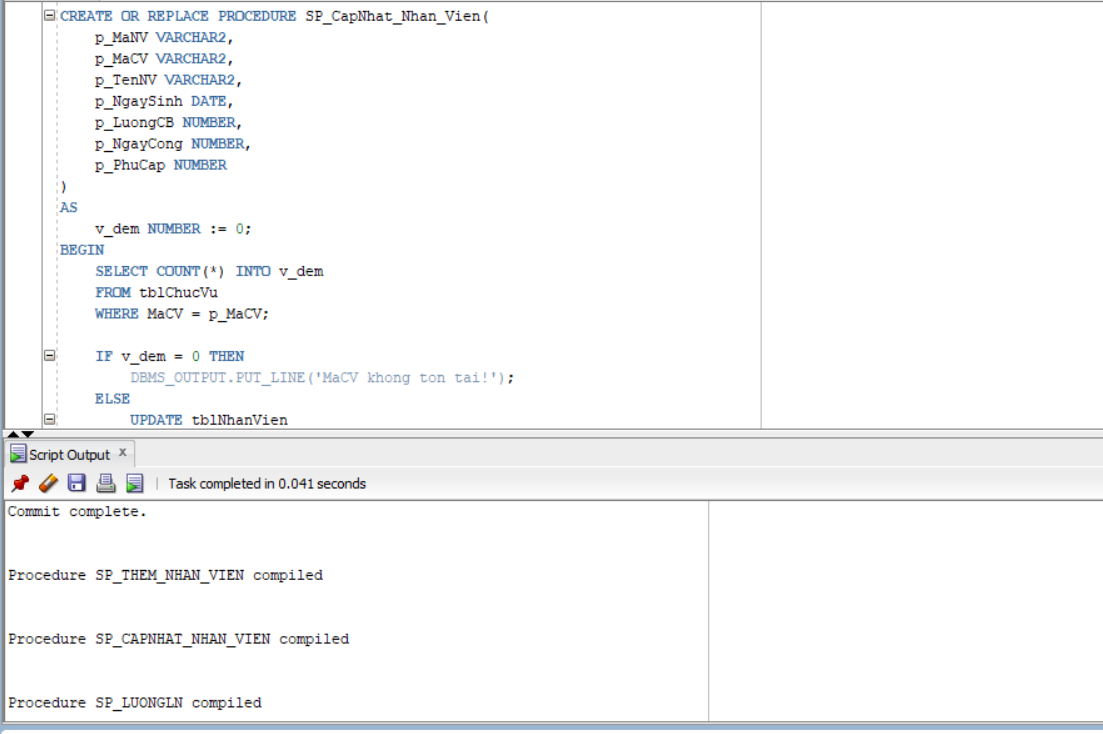 CREATE OR REPLACE PROCEDURE SP_CapNhat_Nhan_Vien(
    p_MaNV VARCHAR2,
    p_MaCV VARCHAR2,
    p_TenNV VARCHAR2,
    p_NgaySinh DATE,
    p_LuongCB NUMBER,
    p_NgayCong NUMBER,
    p_PhuCap NUMBER
)
AS
    v_dem NUMBER := 0;
BEGIN
    SELECT COUNT(*) INTO v_dem
    FROM tblChucVu
    WHERE MaCV = p_MaCV;
    IF v_dem = 0 THEN
        DBMS_OUTPUT.PUT_LINE('MaCV khong ton tai!');
    ELSE
        UPDATE tblNhanVien
Script Output x
Task completed in 0.041 seconds
Commit complete.
Procedure SP_THEM_NHAN_VIEN compiled
Procedure SP_CAPNHAT_NHAN_VIEN compiled
Procedure SP_LUONGLN compiled